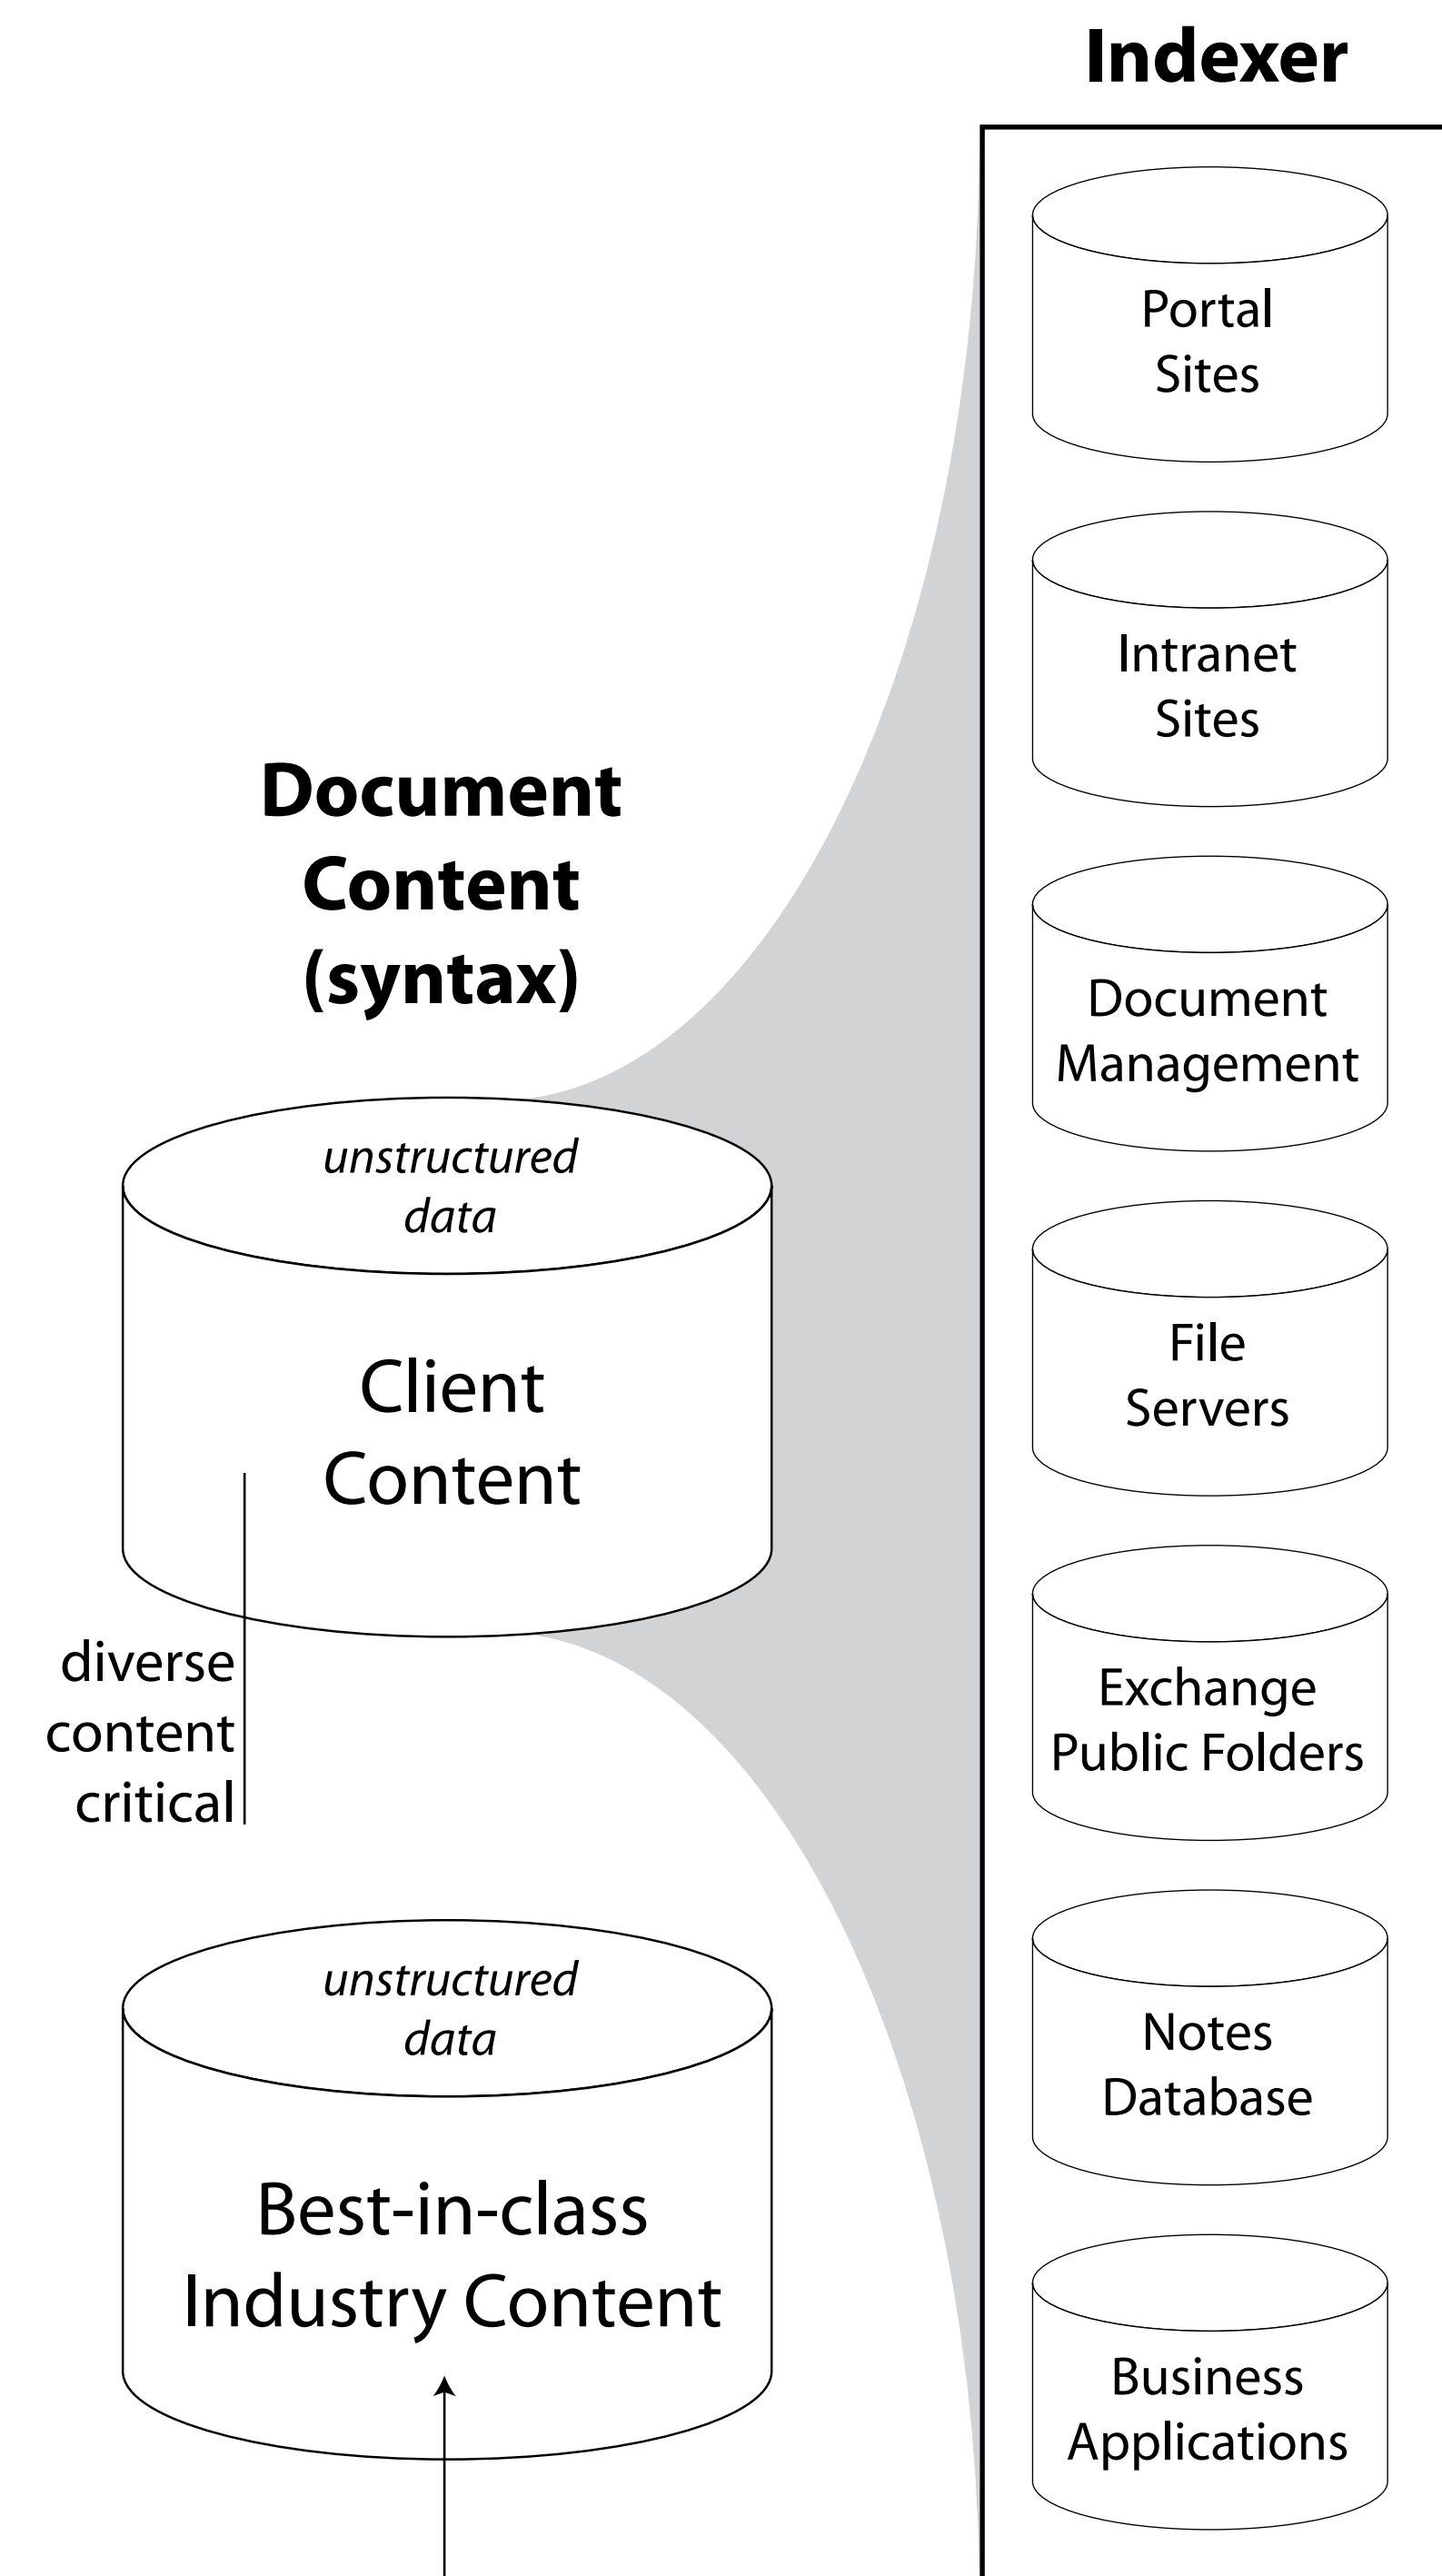 Indexer
Portal
Sites
Intranet
Sites
Document
Management
File
Servers
Exchange
Public Folders
Notes
Database
Business
Applications
Document
Content
(syntax)
unstructured
data
Client
Content
diverse
content
critical
unstructured
data
Best-in-class
Industry Content